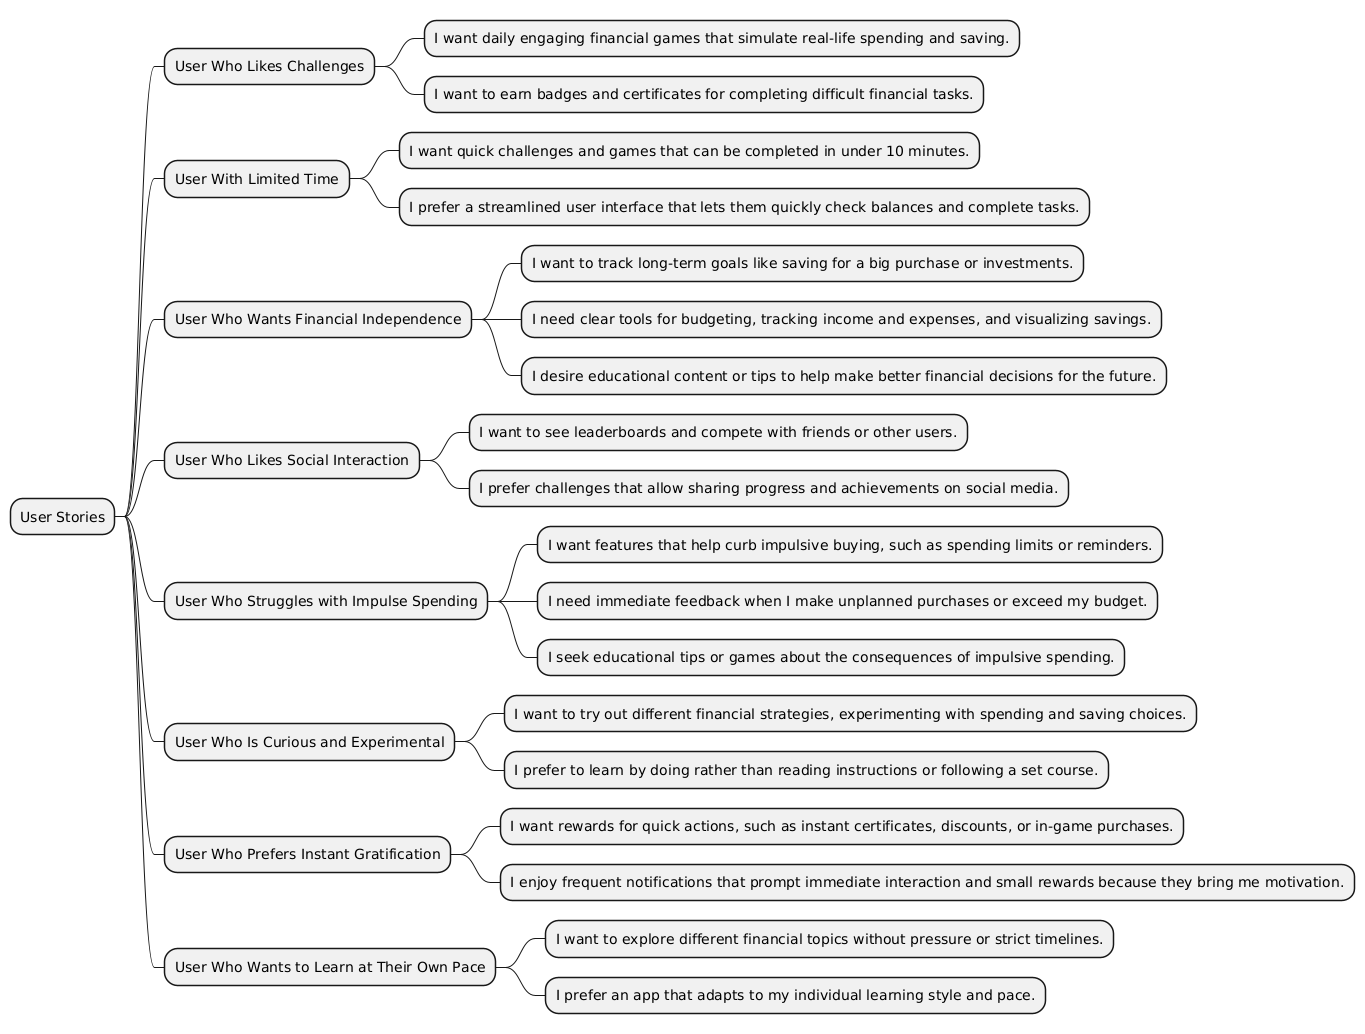 User Stories
User Who Likes Challenges
I want daily engaging financial games that simulate real-life spending and saving.
I want to earn badges and certificates for completing difficult financial tasks.
User With Limited Time
I want quick challenges and games that can be completed in under 10 minutes.
I prefer a streamlined user interface that lets them quickly check balances and complete tasks.
User Who Wants Financial Independence
I want to track long-term goals like saving for a big purchase or investments.
I need clear tools for budgeting, tracking income and expenses, and visualizing savings.
I desire educational content or tips to help make better financial decisions for the future.
User Who Likes Social Interaction
I want to see leaderboards and compete with friends or other users.
I prefer challenges that allow sharing progress and achievements on social media.
User Who Struggles with Impulse Spending
I want features that help curb impulsive buying, such as spending limits or reminders.
I need immediate feedback when I make unplanned purchases or exceed my budget.
I seek educational tips or games about the consequences of impulsive spending.
User Who Is Curious and Experimental
I want to try out different financial strategies, experimenting with spending and saving choices.
I prefer to learn by doing rather than reading instructions or following a set course.
User Who Prefers Instant Gratification
I want rewards for quick actions, such as instant certificates, discounts, or in-game purchases.
I enjoy frequent notifications that prompt immediate interaction and small rewards because they bring me motivation.
User Who Wants to Learn at Their Own Pace
I want to explore different financial topics without pressure or strict timelines.
I prefer an app that adapts to my individual learning style and pace.